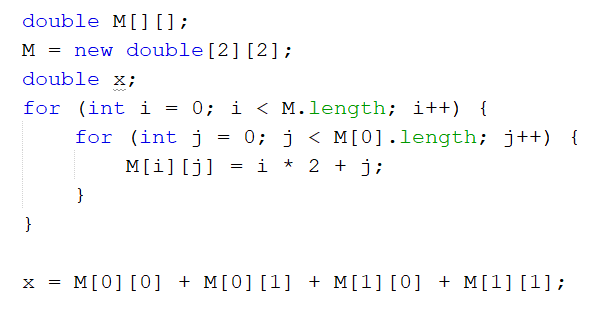 double M[][];
M = new double[2][2];
double x;
for (int i = 0; i < M.length; i++) {
    for (int j = 0; j < M[0].length; j++) {
        M[i][j] = i * 2 + j;
    }
}

x = M[0][0] + M[0][1] + M[1][0] + M[1][1];